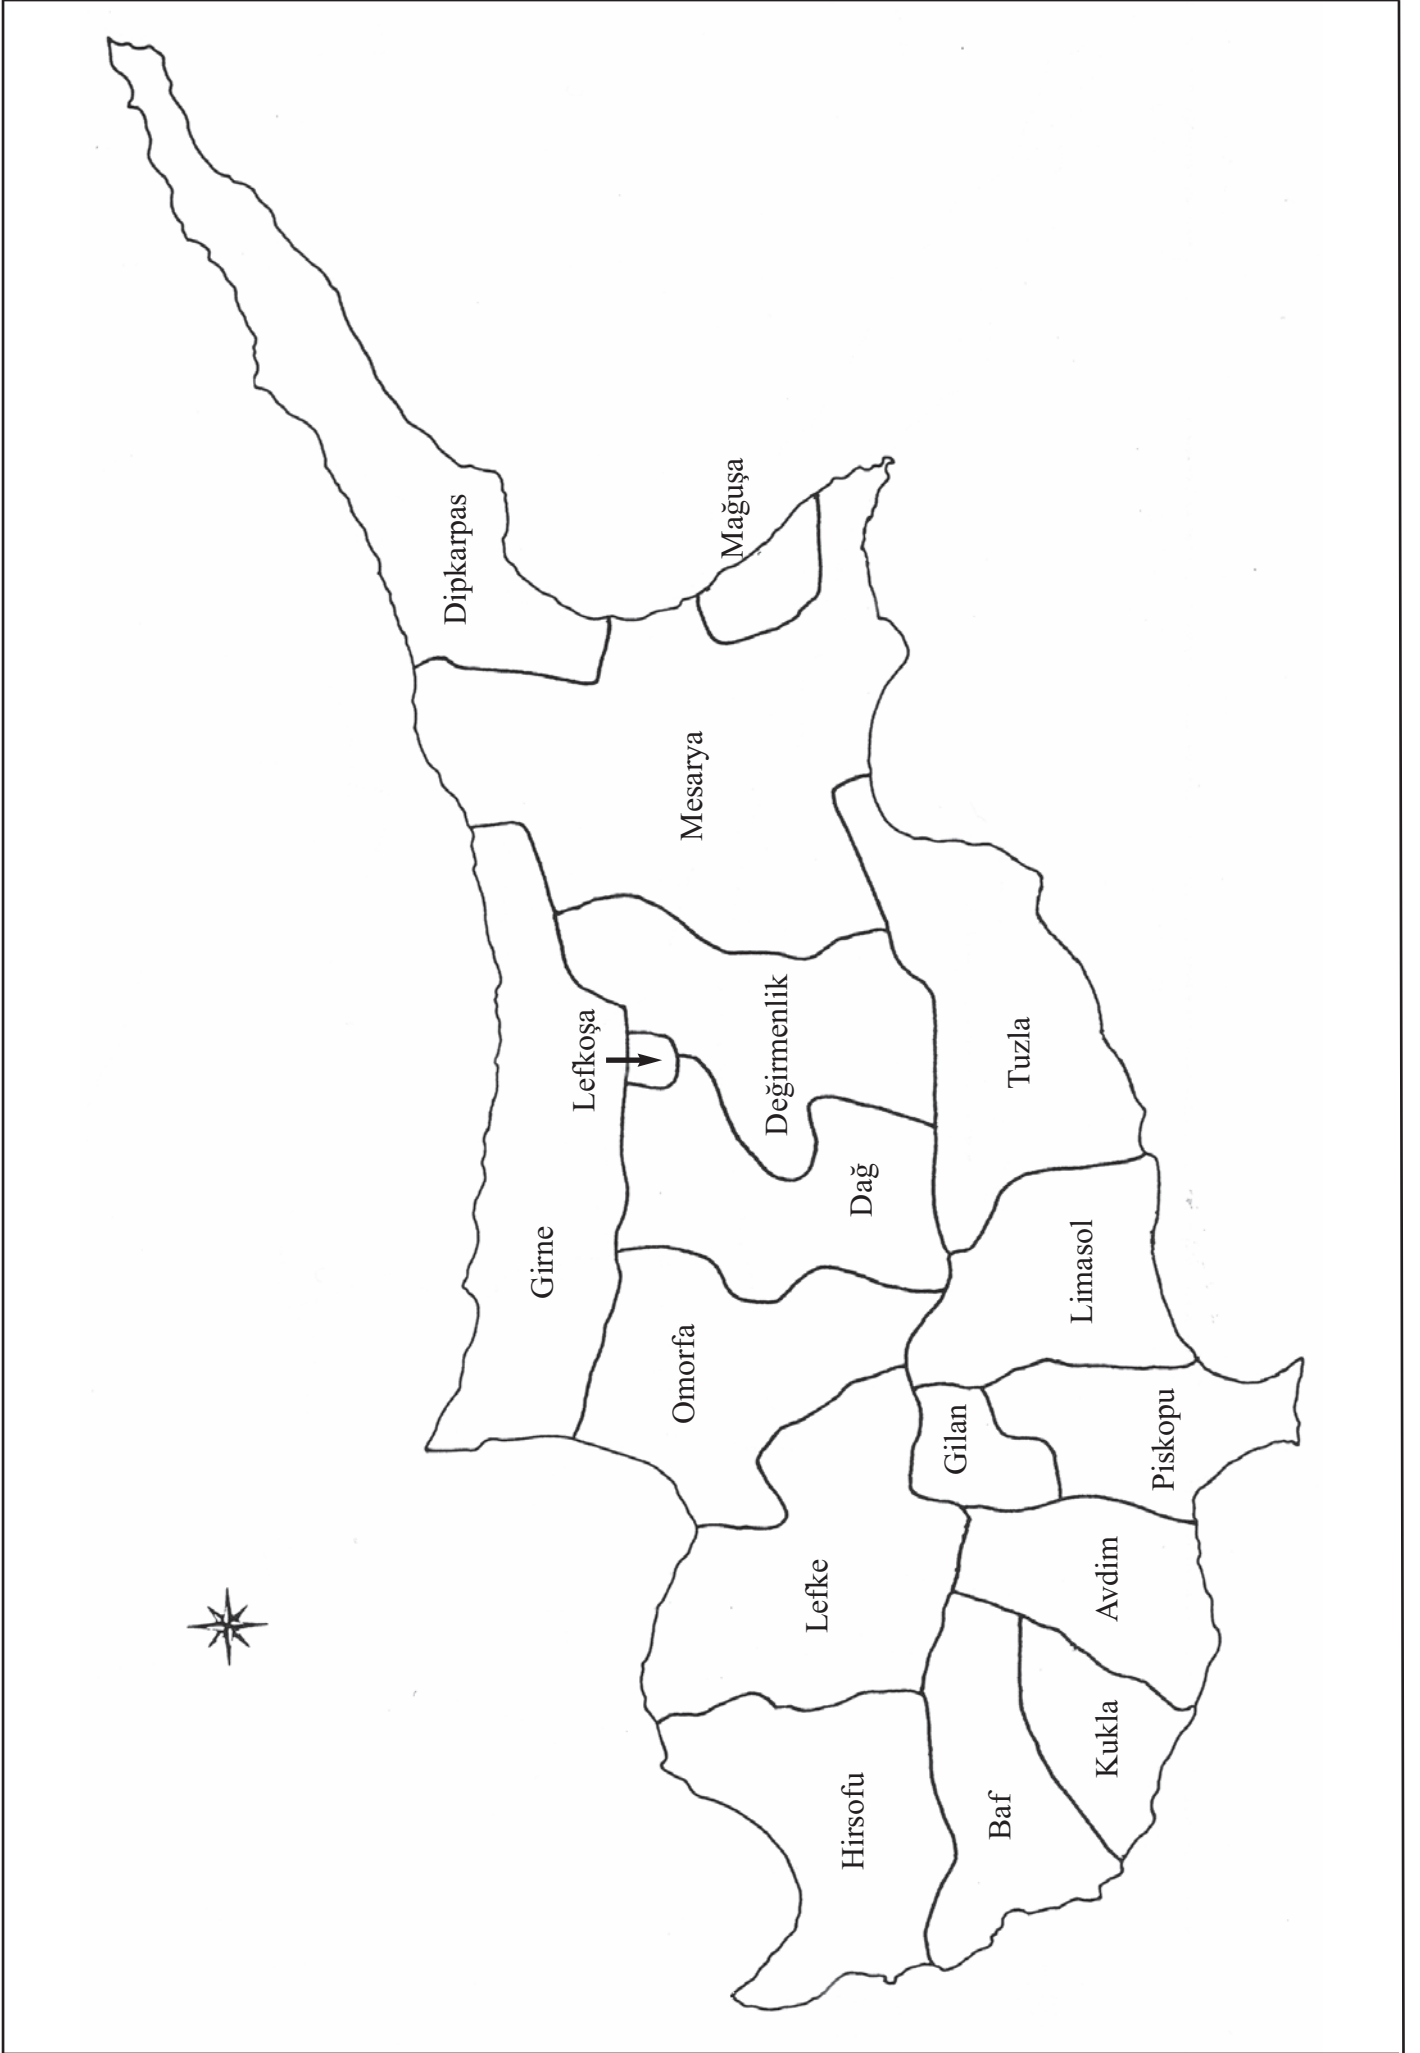 Dipkarpas
Mağuşa
Mesarya
Girne
Lefkoşa
Değirmenlik
Dağ
Omorfa
Tuzla
Limasol
Lefke
Gilan
Piskopu
Avdim
Hirsofu
Baf
Kukla